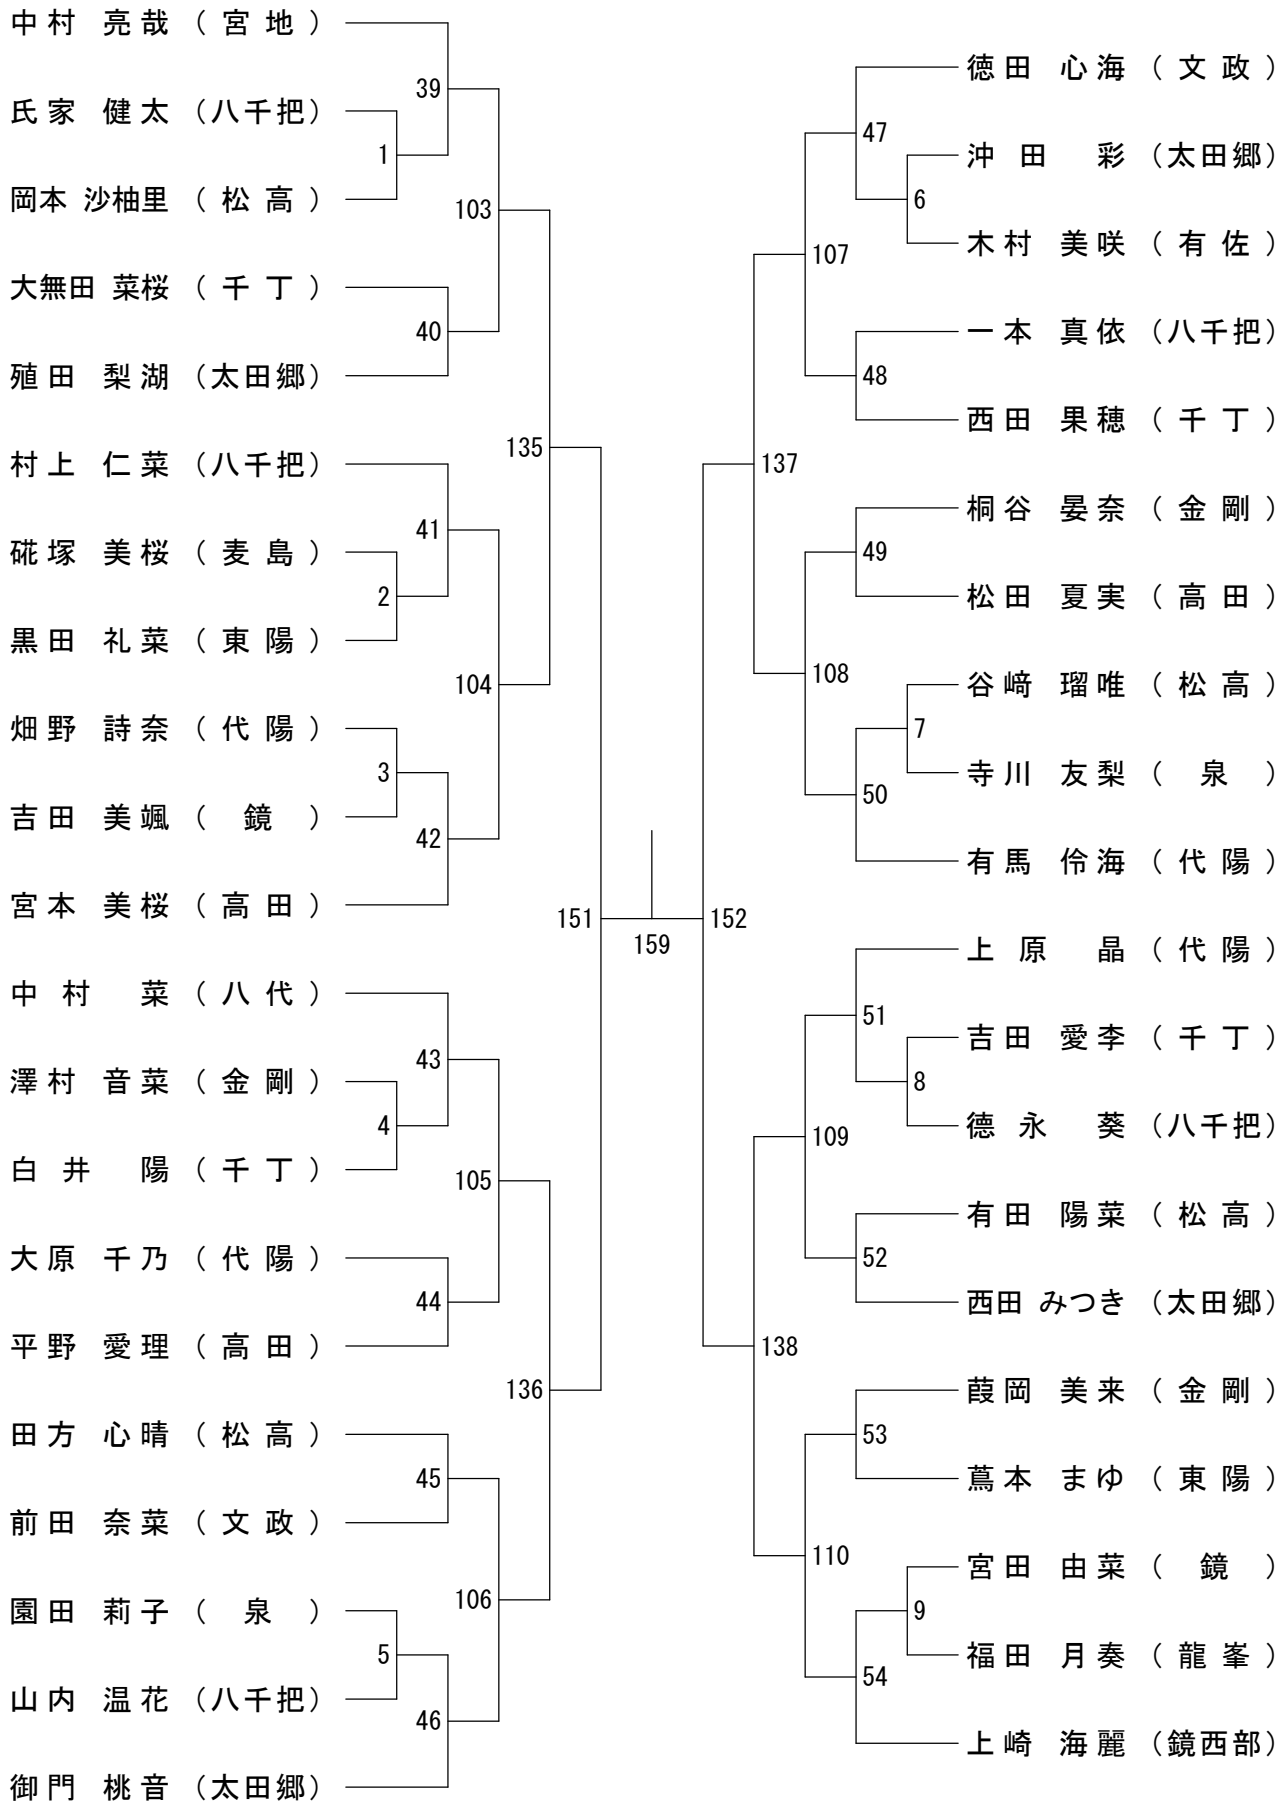 中村 亮哉 （ 宮 地 ）
氏家 健太 （八千把）
岡本 沙柚里 （ 松 高 ）
大無田 菜桜 （ 千 丁 ）
殖田 梨湖 （太田郷）
村上 仁菜 （八千把）
硴塚 美桜 （ 麦 島 ）
黒田 礼菜 （ 東 陽 ）
畑野 詩奈 （ 代 陽 ）
吉田 美颯 （ 鏡 ）
宮本 美桜 （ 高 田 ）
中村 菜 （ 八 代 ）
澤村 音菜 （ 金 剛 ）
白井 陽 （ 千 丁 ）
大原 千乃 （ 代 陽 ）
平野 愛理 （ 高 田 ）
田方 心晴 （ 松 高 ）
前田 奈菜 （ 文 政 ）
園田 莉子 （ 泉 ）
山内 温花 （八千把）
御門 桃音 （太田郷）
1
2
3
4
5
39
40
41
42
43
44
45
46
103
104
105
106
135
136
151
159
152
137
138
107
108
109
110
47
48
49
50
51
52
53
54
6
7
8
9
徳田 心海 （ 文 政 ）
沖田 彩 （太田郷）
木村 美咲 （ 有 佐 ）
一本 真依 （八千把）
西田 果穂 （ 千 丁 ）
桐谷 晏奈 （ 金 剛 ）
松田 夏実 （ 高 田 ）
谷﨑 瑠唯 （ 松 高 ）
寺川 友梨 （ 泉 ）
有馬 伶海 （ 代 陽 ）
上原 晶 （ 代 陽 ）
吉田 愛李 （ 千 丁 ）
德永 葵 （八千把）
有田 陽菜 （ 松 高 ）
西田 みつき （太田郷）
葭岡 美来 （ 金 剛 ）
蔦本 まゆ （ 東 陽 ）
宮田 由菜 （ 鏡 ）
福田 月奏 （ 龍 峯 ）
上崎 海麗 （鏡西部）